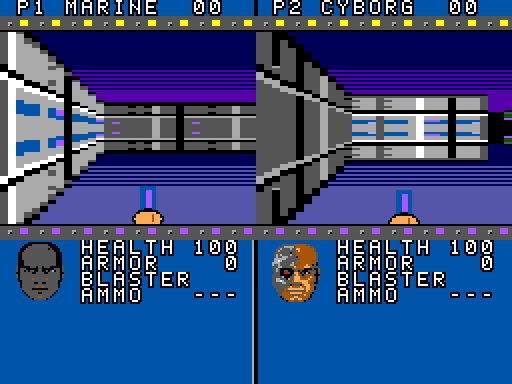 P1 MARINE 00 P2 CYBORG 00
HEALTH 100 HEALTH 100
ARMOR 0 ARMOR 0
BLASTER BLASTER
AMMO --- AMMO ---